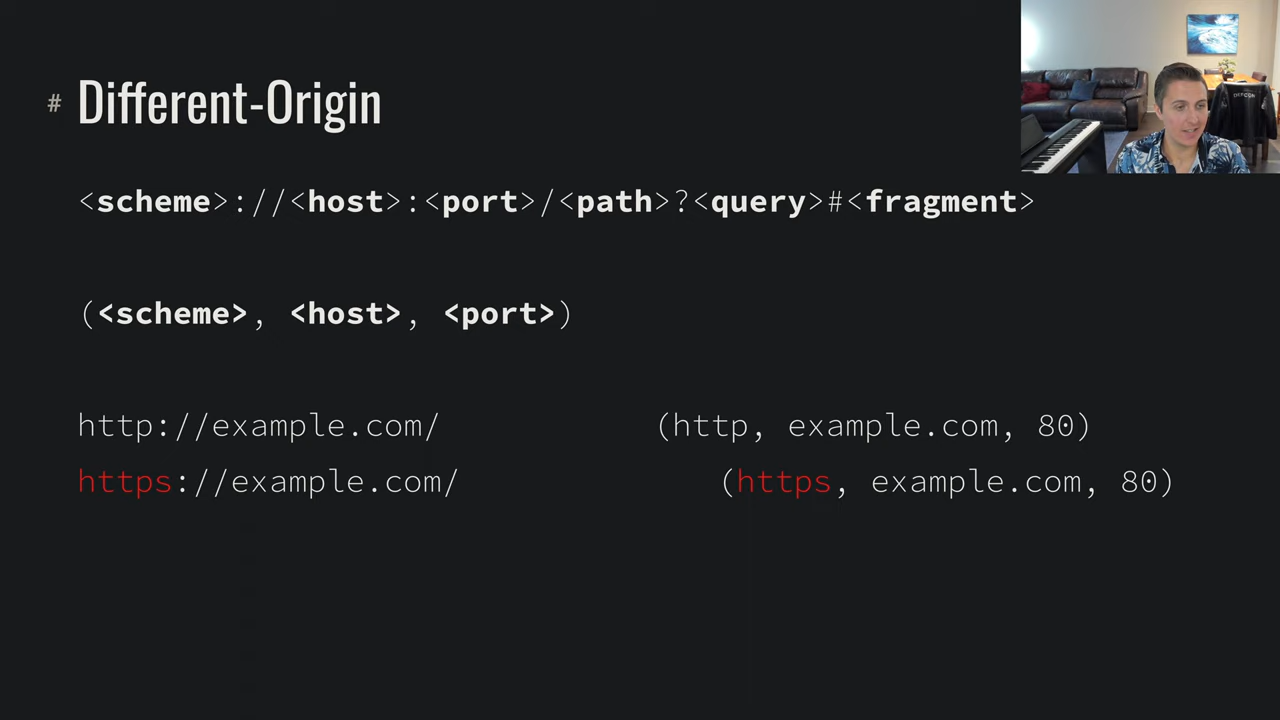 # Different-Origin
DEFCON
<scheme>://<host>:<port>/<path>?<query>#<fragment>
(<scheme>, <host>, <port>)
http://example.com/ (http, example.com, 80)
https://example.com/ (https, example.com, 80)